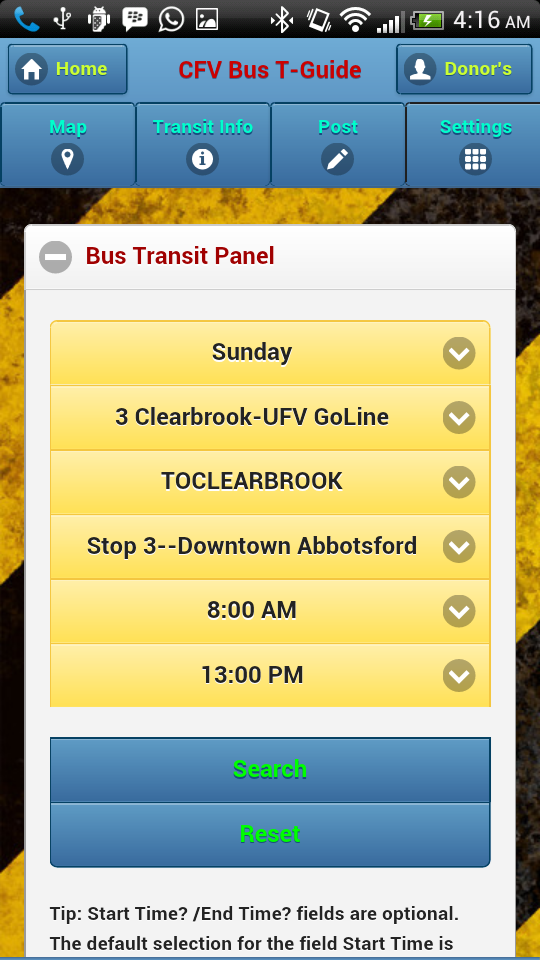 4:16 AM
Home
CFV Bus T-Guide
Donor's
Map
Transit Info
Post
Settings
Bus Transit Panel
Sunday
3 Clearbrook-UFV GoLine
TOCLEARBROOK
Stop 3--Downtown Abbotsford
8:00 AM
13:00 PM
Search
Reset
Tip: Start Time? /End Time? fields are optional.
The default selection for the field Start Time is